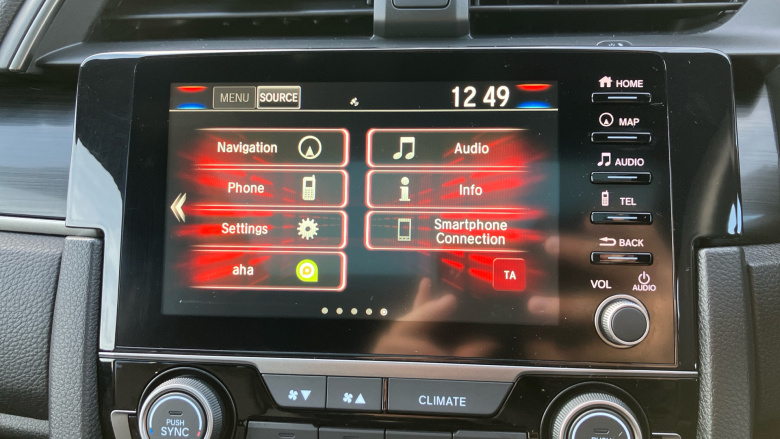 MENU SOURCE 12 49
Navigation Audio
Phone Info
Settings Smartphone
Connection
aha TA
HOME
MAP
AUDIO
TEL
BACK
VOL AUDIO
CLIMATE
PUSH
SYNC
PUSH